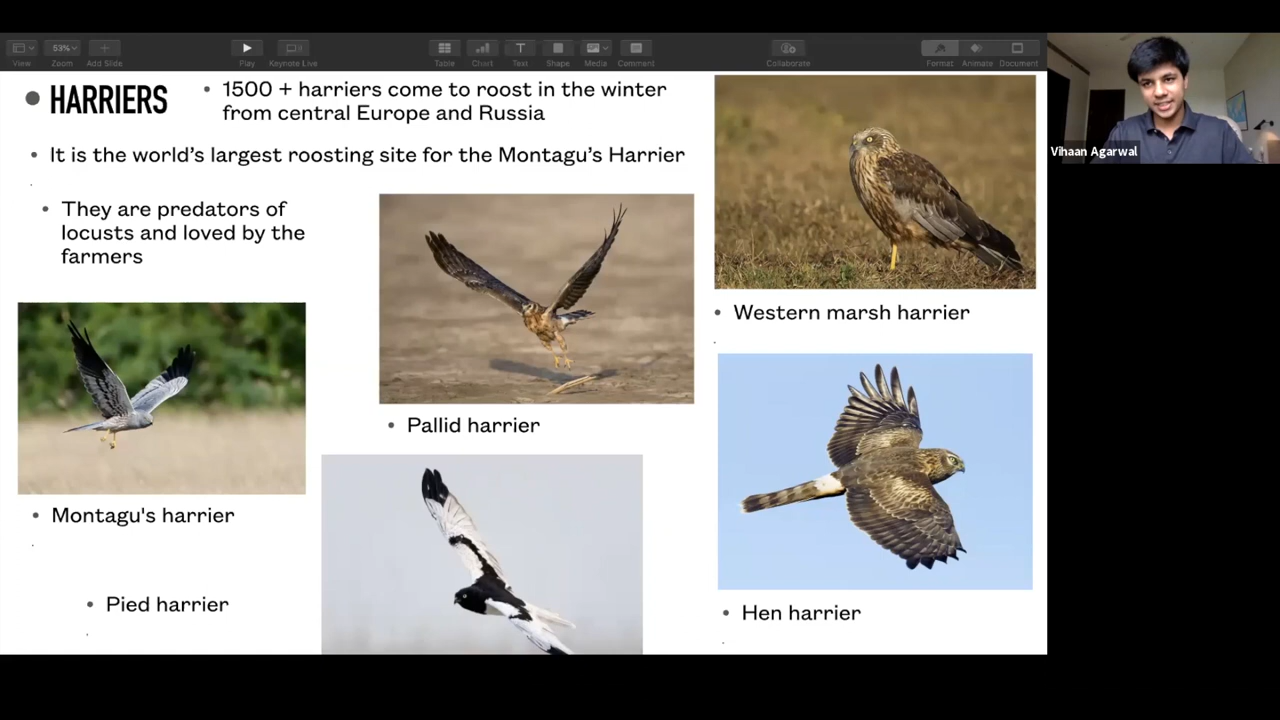 View
53%
Zoom
Add Slide
Play
Keynote Live
Table
Chart
Text
Shape
Media
Comment
Collaborate
Format
Animate
Document
• HARRIERS
• 1500 + harriers come to roost in the winter
from central Europe and Russia
• It is the world's largest roosting site for the Montagu's Harrier
• They are predators of
locusts and loved by the
farmers
Vihaan Agarwal
• Western marsh harrier
• Pallid harrier
• Montagu's harrier
• Pied harrier
• Hen harrier